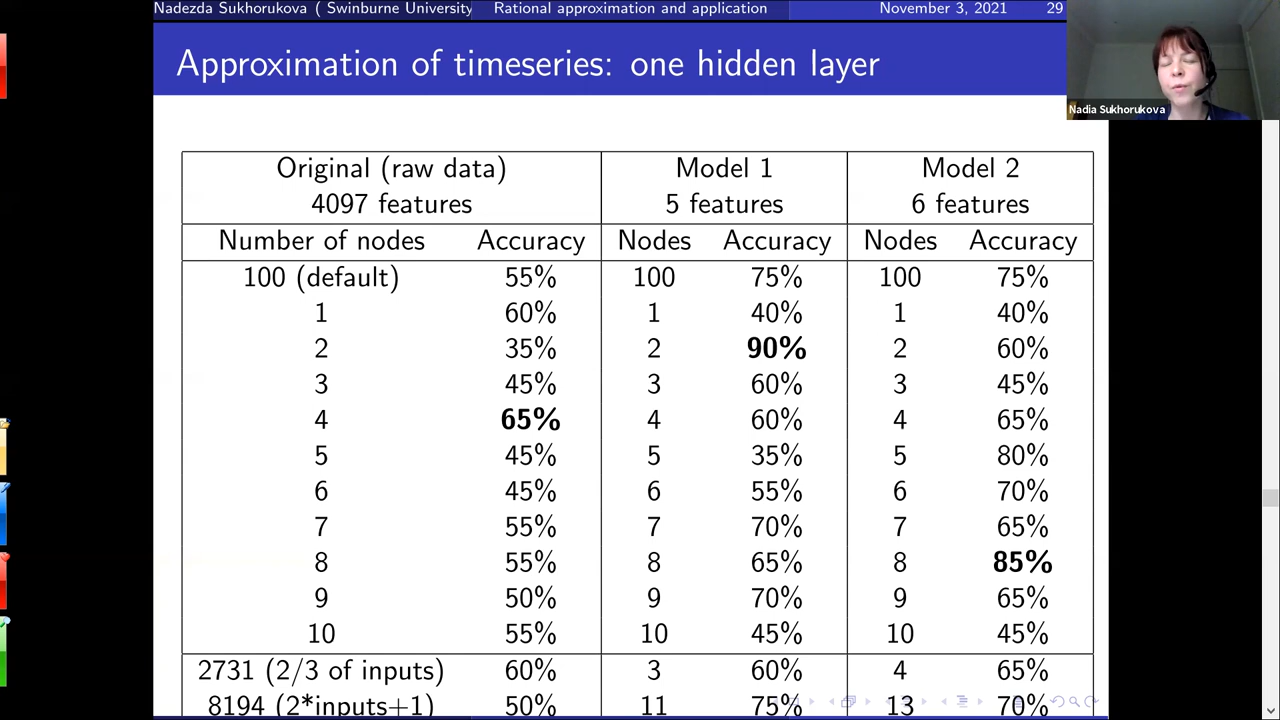 Nadezda Sukhorukova ( Swinburne University Rational approximation and application November 3, 2021 29
Approximation of timeseries: one hidden layer
Nadia Sukhorukova
Original (raw data) Model 1 Model 2
4097 features 5 features 6 features
Number of nodes Accuracy Nodes Accuracy Nodes Accuracy
100 (default) 55% 100 75% 100 75%
1 60% 1 40% 1 40%
2 35% 2 90% 2 60%
3 45% 3 60% 3 45%
4 65% 4 60% 4 65%
5 45% 5 35% 5 80%
6 45% 6 55% 6 70%
7 55% 7 70% 7 65%
8 55% 8 65% 8 85%
9 50% 9 70% 9 65%
10 55% 10 45% 10 45%
2731 (2/3 of inputs) 60% 3 60% 4 65%
8194 (2*inputs+1) 50% 11 75% 13 70%